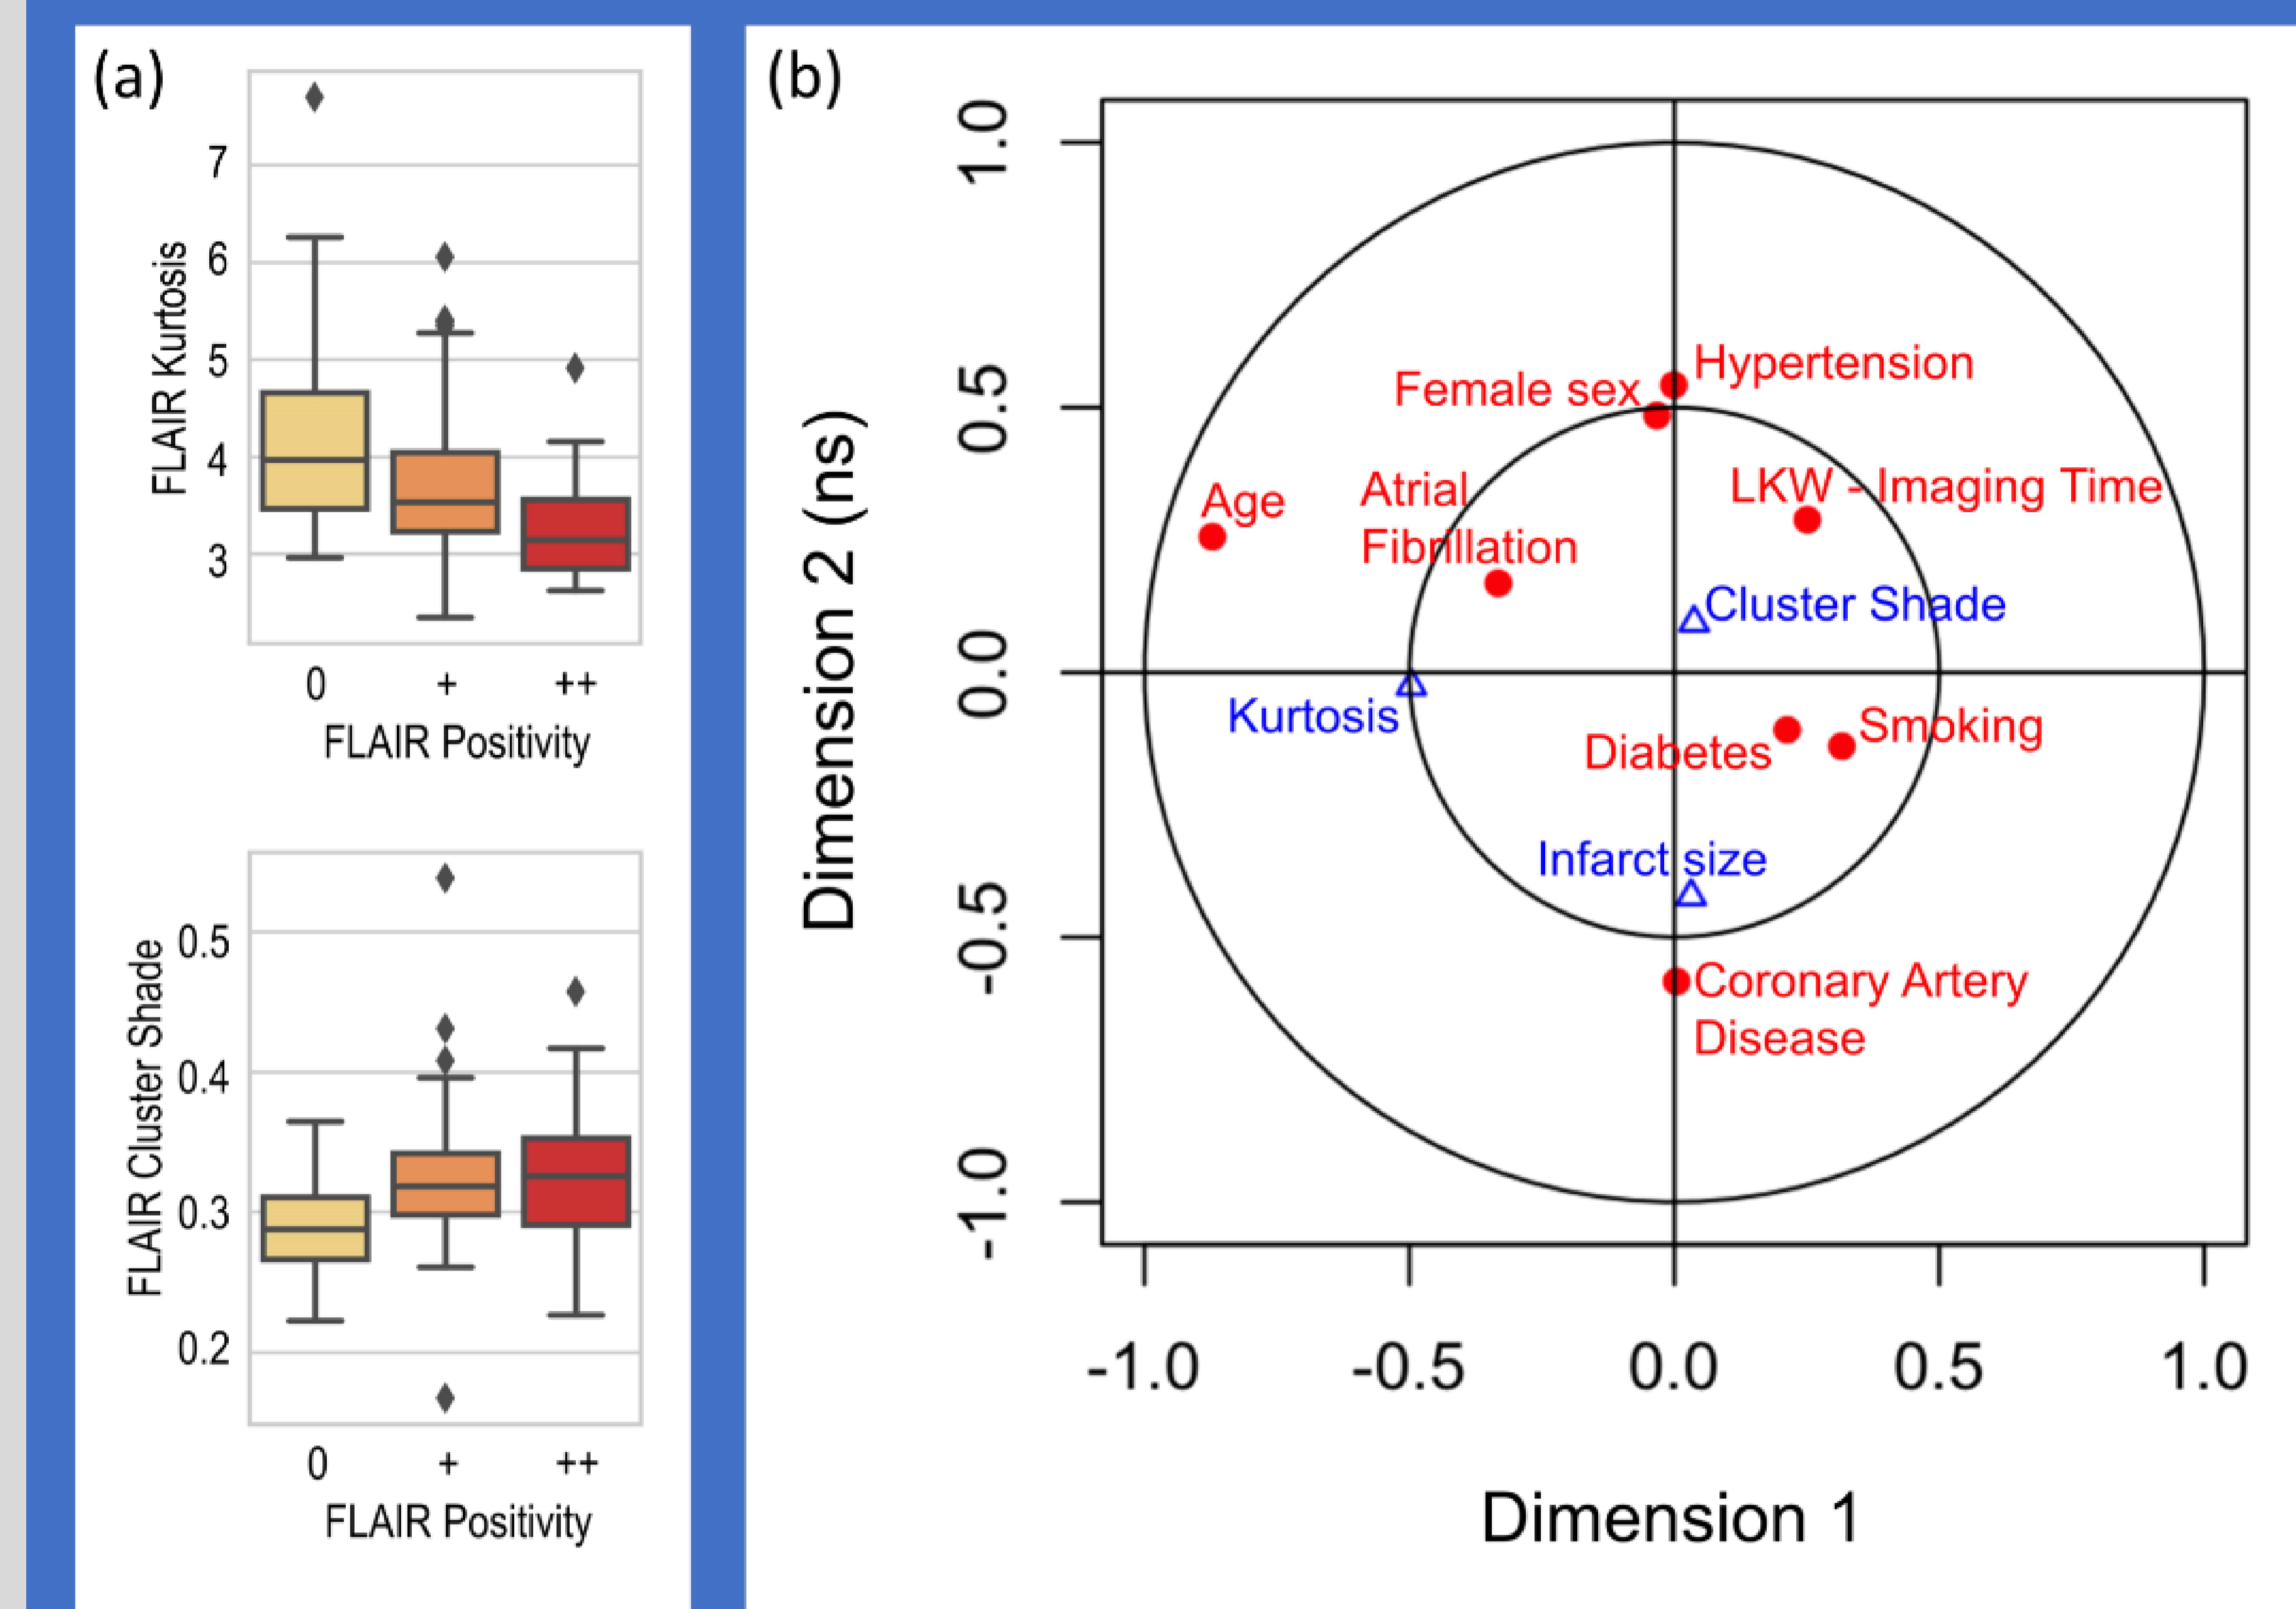 (a)
7
6
5
4
3
FLAIR Kurtosis
0 + ++
FLAIR Positivity
0.5
0.4
0.3
0.2
FLAIR Cluster Shade
0 + ++
FLAIR Positivity
(b)
1.0
0.5
0.0
-0.5
-1.0
Dimension 2 (ns)
Hypertension
Female sex
LKW - Imaging Time
Age
Atrial
Fibrillation
Cluster Shade
Kurtosis
Smoking
Diabetes
Infarct size
Coronary Artery
Disease
-1.0 -0.5 0.0 0.5 1.0
Dimension 1